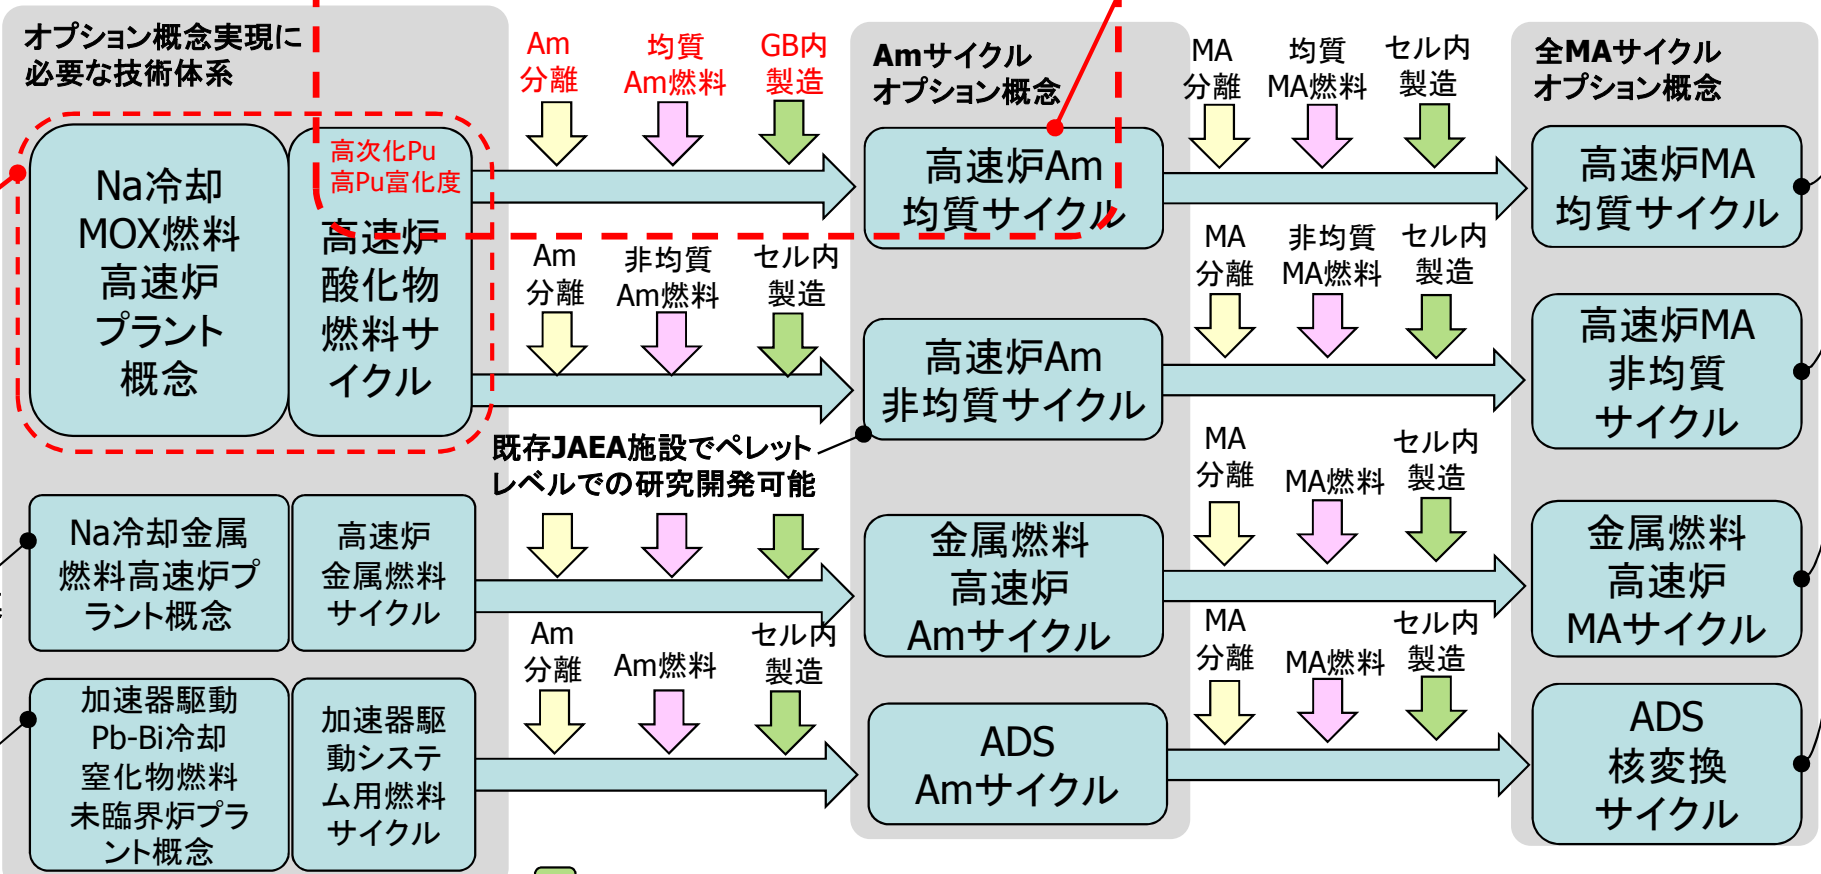 オプション概念実現に
必要な技術体系
Na冷却
MOX燃料
高速炉
プラント
概念
高次化Pu
高Pu富化度
高速炉
酸化物
燃料サ
イクル
Na冷却金属
燃料高速炉プ
ラント概念
高速炉
金属燃料
サイクル
加速器駆動
Pb-Bi冷却
窒化物燃料
未臨界炉プラ
ント概念
加速器駆
動システ
ム用燃料
サイクル
Am
分離
均質
Am燃料
GB内
製造
Am
分離
非均質
Am燃料
セル内
製造
既存JAEA施設でペレット
レベルでの研究開発可能
Am
分離
Am燃料
セル内
製造
Amサイクル
オプション概念
高速炉Am
均質サイクル
高速炉Am
非均質サイクル
金属燃料
高速炉
Amサイクル
ADS
Amサイクル
MA
分離
均質
MA燃料
セル内
製造
MA
分離
非均質
MA燃料
セル内
製造
MA
分離
MA燃料
セル内
製造
MA
分離
MA燃料
セル内
製造
全MAサイクル
オプション概念
高速炉MA
均質サイクル
高速炉MA
非均質
サイクル
金属燃料
高速炉
MAサイクル
ADS
核変換
サイクル